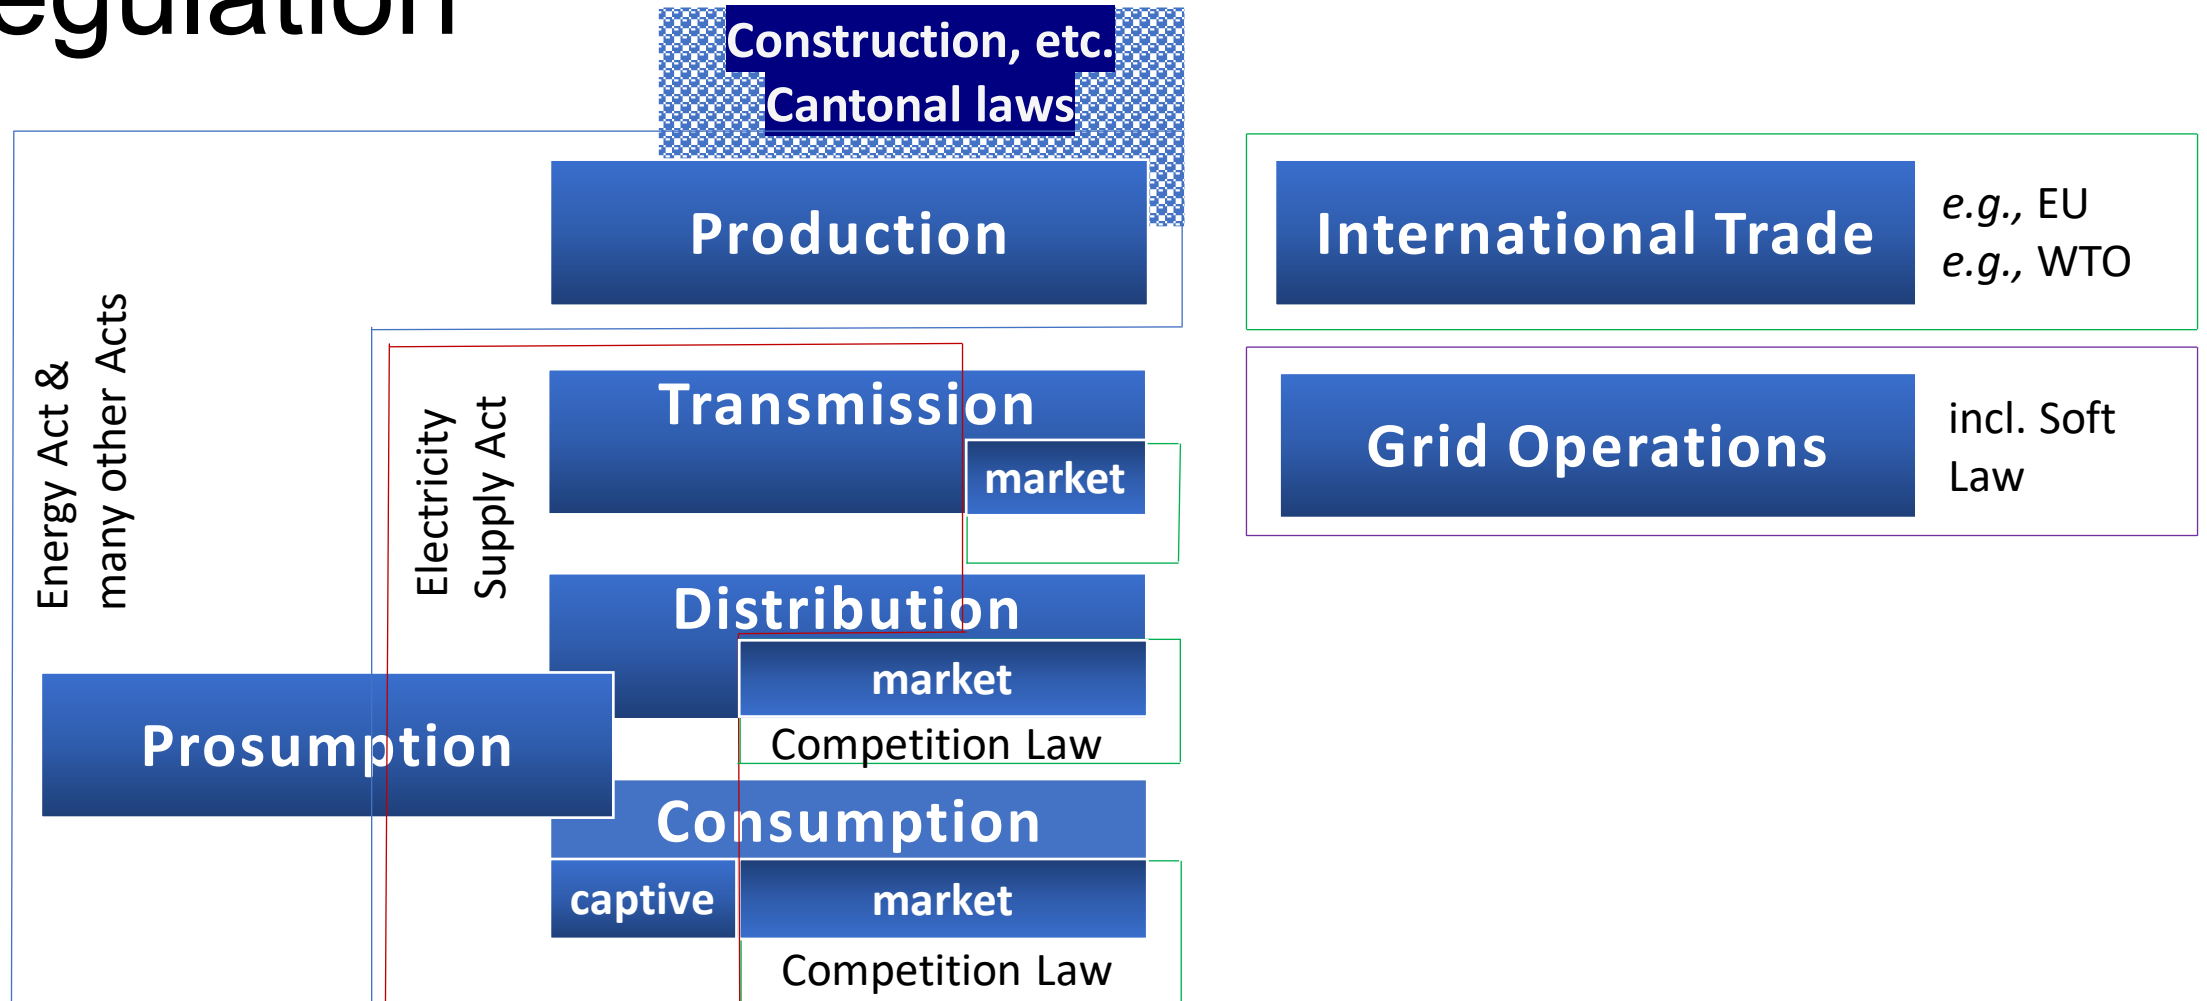 egulation
Construction, etc.
Cantonal laws
Production
International Trade
e.g., EU
e.g., WTO
Energy Act &
many other Acts
Electricity
Supply Act
Transmission
market
Grid Operations
incl. Soft
Law
Distribution
market
Competition Law
Prosumption
Consumption
captive
market
Competition Law